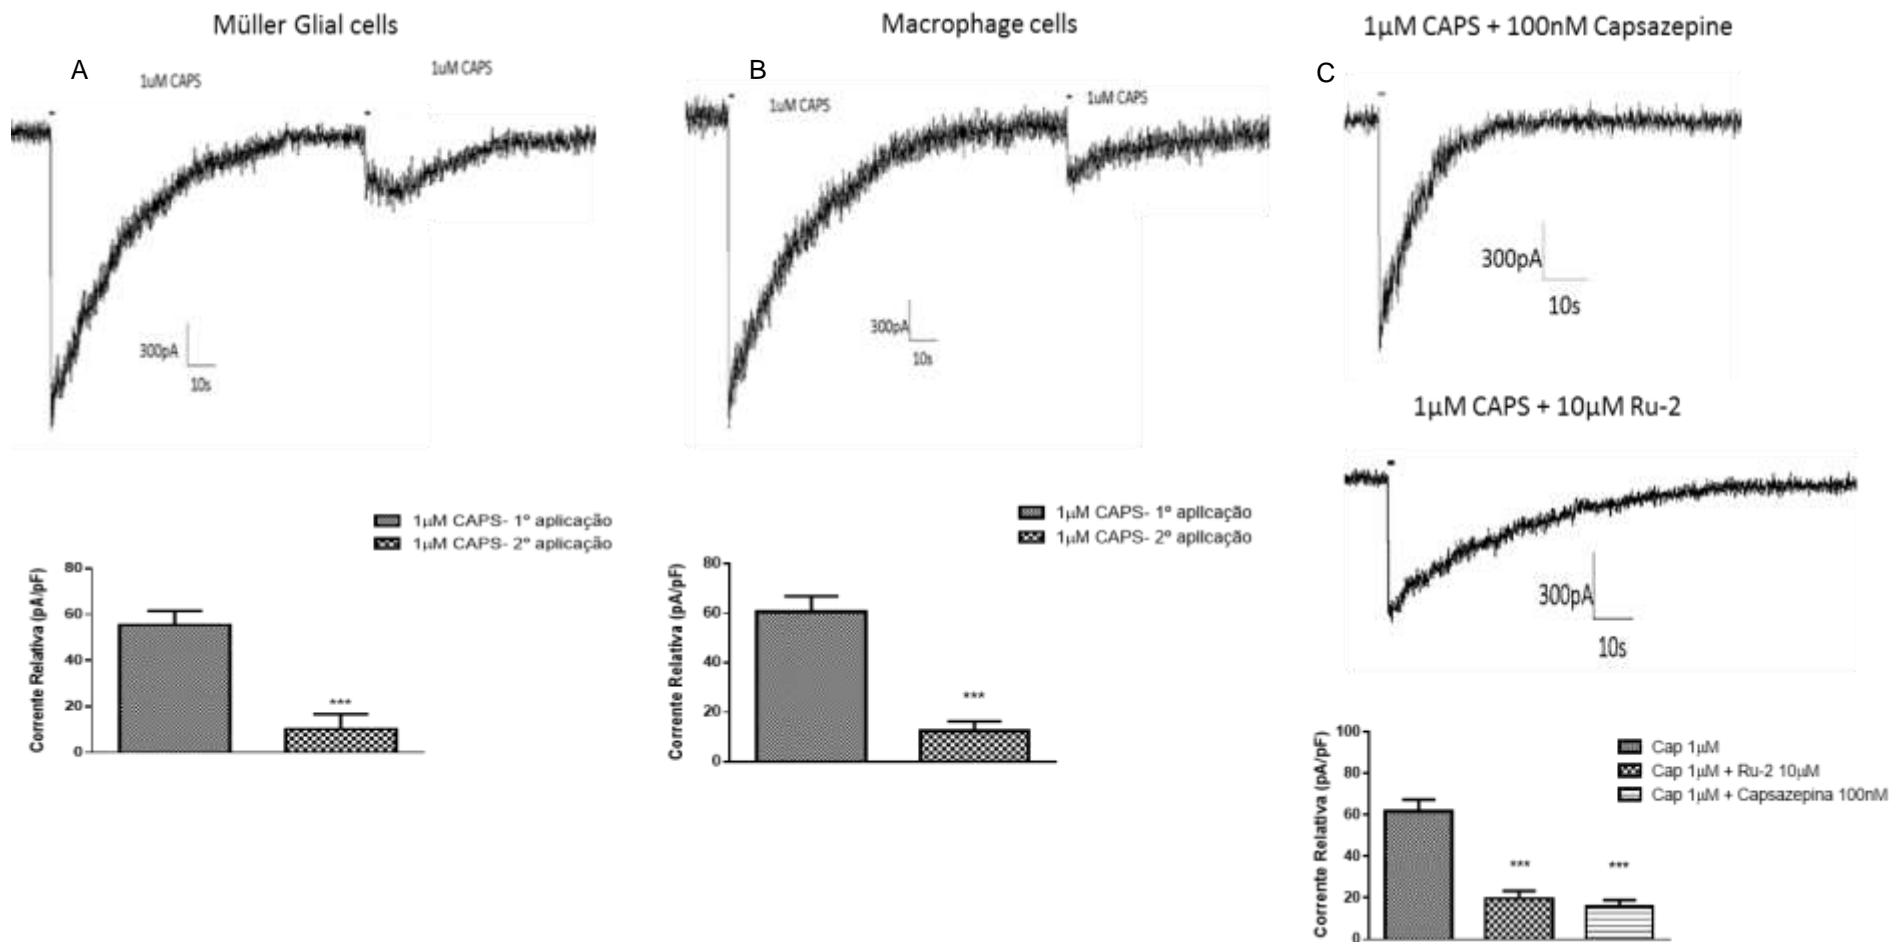 Müller Glial cells
A
1uM CAPS
1uM CAPS
300pA
10s
1µM CAPS- 1º aplicação
1µM CAPS- 2º aplicação
Corrente Relativa (pA/pF)
80
60
40
20
0
***
Macrophage cells
B
1uM CAPS
1uM CAPS
300pA
10s
1µM CAPS- 1º aplicação
1µM CAPS- 2º aplicação
Corrente Relativa (pA/pF)
80
60
40
20
0
***
1µM CAPS + 100nM Capsazepine
C
300pA
10s
1µM CAPS + 10µM Ru-2
300pA
10s
Cap 1µM
Cap 1µM + Ru-2 10µM
Cap 1µM + Capsazepina 100nM
Corrente Relativa (pA/pF)
100
80
60
40
20
0
***
***